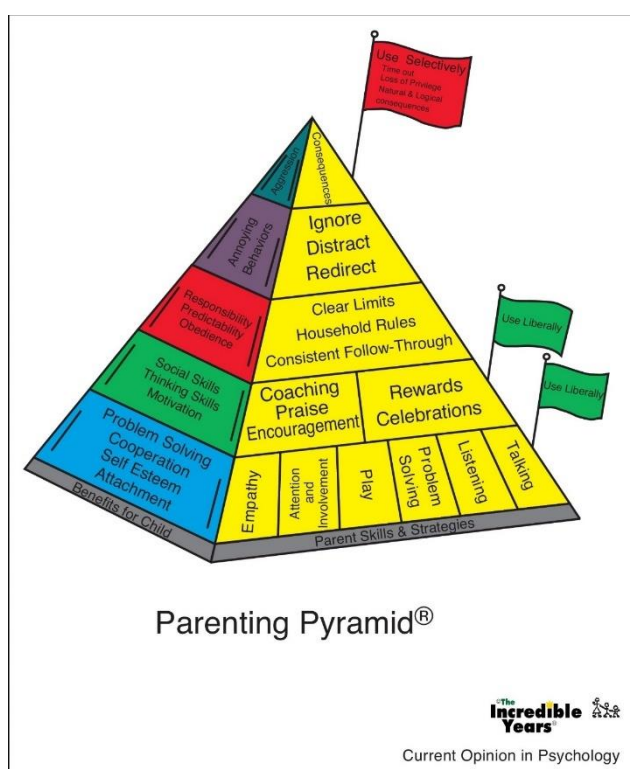 Use Selectively
Time out
Loss of Privilege
Natural & Logical
consequences
Aggression
Consequences
Annoying
Behaviors
Ignore
Distract
Redirect
Responsibility
Predictability
Obedience
Clear Limits
Household Rules
Consistent Follow-Through
Use Liberally
Social Skills
Thinking Skills
Motivation
Coaching
Praise
Encouragement
Rewards
Celebrations
Use Liberally
Problem Solving
Cooperation
Self Esteem
Attachment
Empathy
Attention
and
Involvement
Play
Problem
Solving
Listening
Talking
Benefits for Child
Parent Skills & Strategies
Parenting Pyramid®
©The
Incredible
Years®
Current Opinion in Psychology